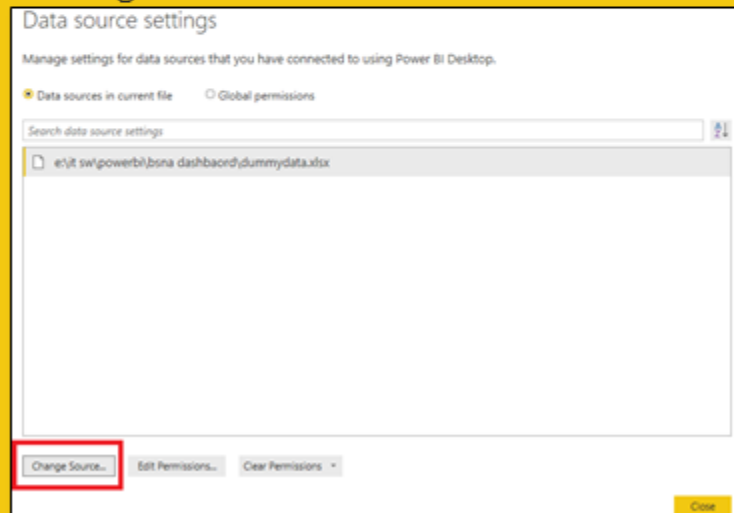 Data source settings
Manage settings for data sources that you have connected to using Power BI Desktop.
Data sources in current file Global permissions
Search data source settings
e:\it sw\powerbi\bsna dashbaord\dummydata.xlsx
Change Source... Edit Permissions... Clear Permissions
Close